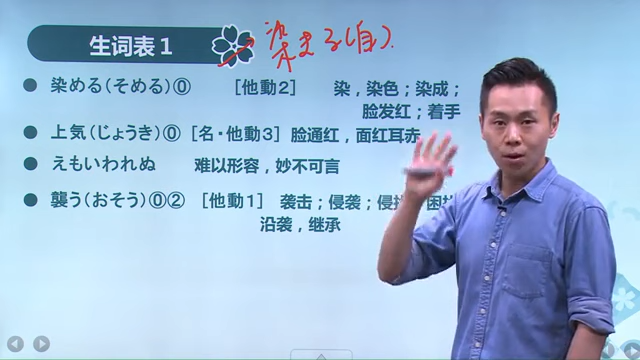 生词表1
染まる(自).
染める(そめる)⓪ [他動2] 染,染色;染成;
脸发红;着手
上気(じょうき)⓪[名·他動3]脸通红,面红耳赤
えもいわれぬ 难以形容,妙不可言
襲う(おそう)⓪② [他動1] 袭击;侵袭;侵扰
沿袭,继承